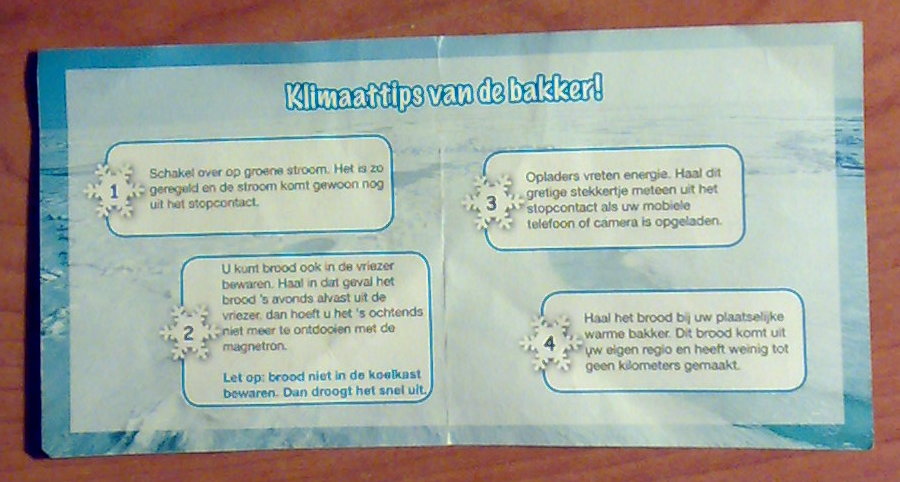 Klimaattips van de bakker!
1
Schakel over op groene stroom. Het is zo
geregeld en de stroom komt gewoon nog
uit het stopcontact.
2
U kunt brood ook in de vriezer
bewaren. Haal in dat geval het
brood 's avonds alvast uit de
vriezer, dan hoeft u het 's ochtends
niet meer te ontdooien met de
magnetron.
Let op: brood niet in de koelkast
bewaren. Dan droogt het snel uit.
3
Opladers vreten energie. Haal dit
gretige stekkertje meteen uit het
stopcontact als uw mobiele
telefoon of camera is opgeladen.
4
Haal het brood bij uw plaatselijke
warme bakker. Dit brood komt uit
uw eigen regio en heeft weinig tot
geen kilometers gemaakt.